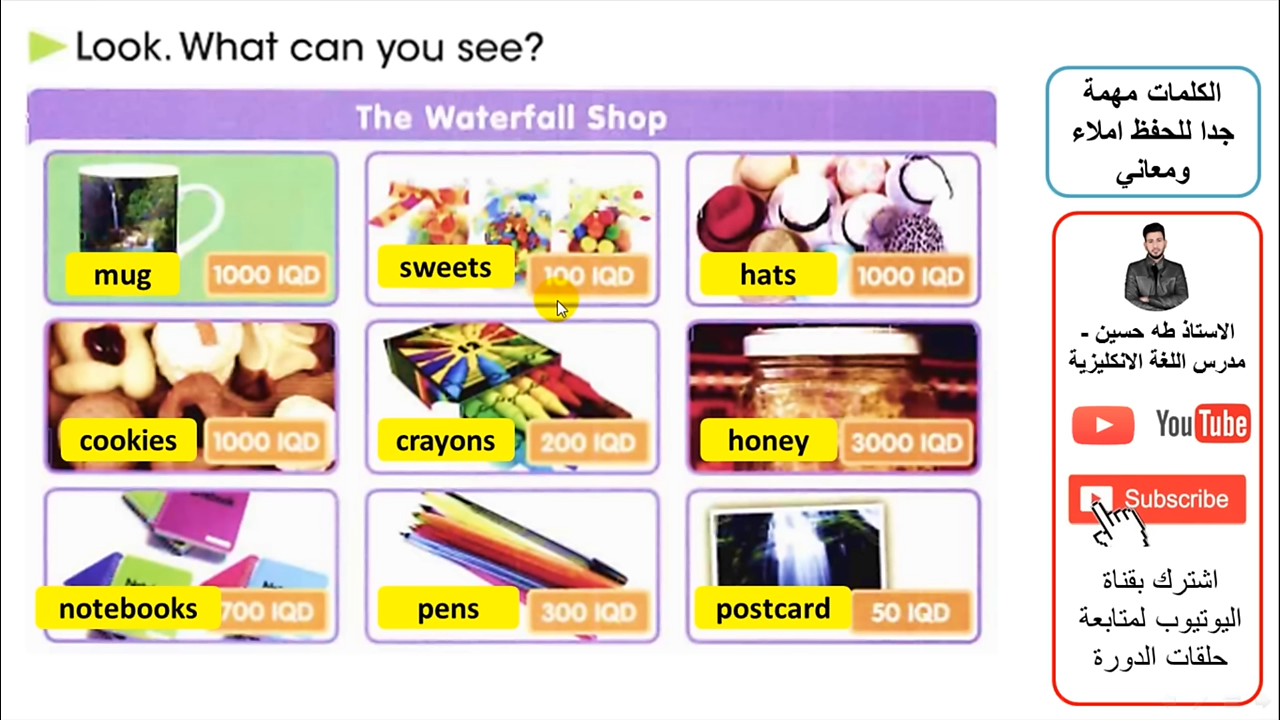 Look. What can you see?
The Waterfall Shop
mug
1000 IQD
sweets
100 IQD
hats
1000 IQD
cookies
1000 IQD
crayons
200 IQD
honey
3000 IQD
notebooks
700 IQD
pens
300 IQD
postcard
50 IQD
الكلمات مهمة
جدا للحفظ املاء
ومعاني
الاستاذ طه حسين -
مدرس اللغة الانكليزية
YouTube
Subscribe
اشترك بقناة
اليوتيوب لمتابعة
حلقات الدورة